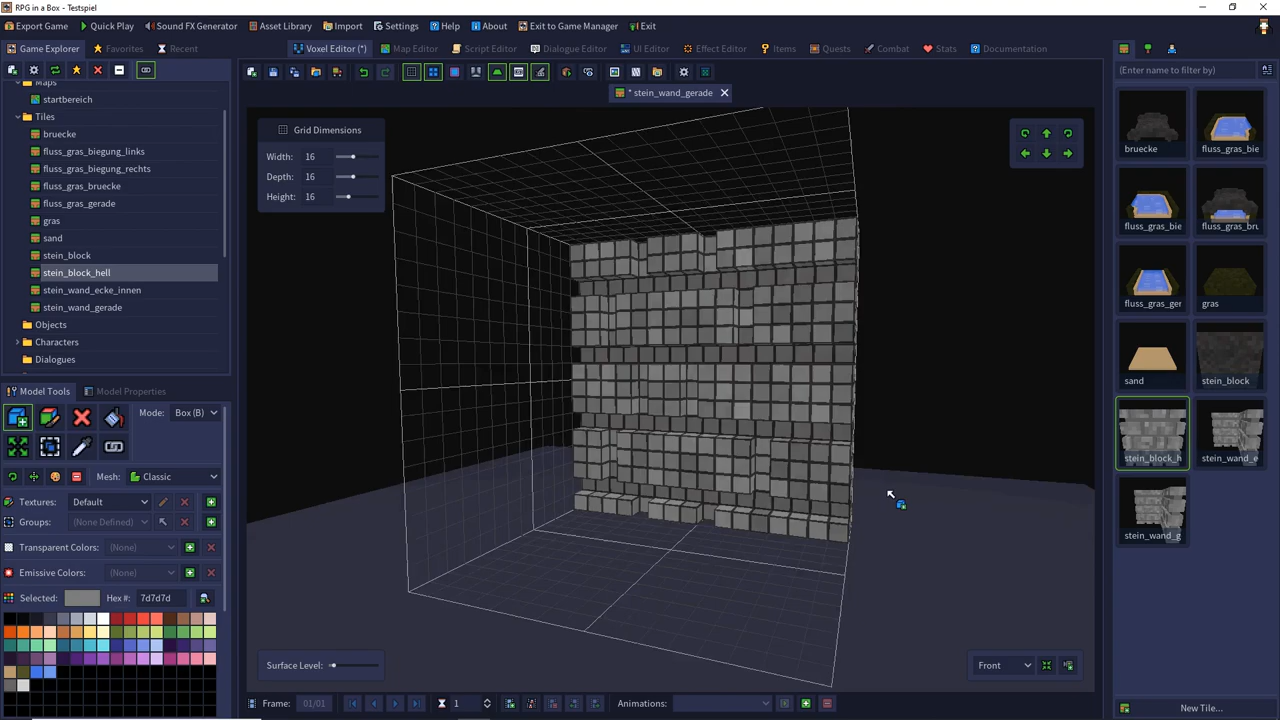 RPG in a Box - Testspiel
Export Game
Quick Play
Sound FX Generator
Asset Library
Import
Settings
Help
About
Exit to Game Manager
Exit
Game Explorer
Favorites
Recent
Voxel Editor (*)
Map Editor
Script Editor
Dialogue Editor
UI Editor
Effect Editor
Items
Quests
Combat
Stats
Documentation
(Enter name to filter by)
* stein_wand_gerade
Maps
startbereich
Tiles
bruecke
fluss_gras_biegung_links
fluss_gras_biegung_rechts
fluss_gras_bruecke
fluss_gras_gerade
gras
sand
stein_block
stein_block_hell
stein_wand_ecke_innen
stein_wand_gerade
Objects
Characters
Dialogues
Grid Dimensions
Width: 16
Depth: 16
Height: 16
bruecke
fluss_gras_bie
fluss_gras_bie
fluss_gras_bru
fluss_gras_ger
gras
sand
stein_block
stein_block_h
stein_wand_e
stein_wand_g
Model Tools
Model Properties
Mode: Box (B)
Mesh: Classic
Textures: Default
Groups: (None Defined)
Transparent Colors: (None)
Emissive Colors: (None)
Selected: Hex #: 7d7d7d
Surface Level:
Front
Frame: 01/01
1
Animations:
New Tile...